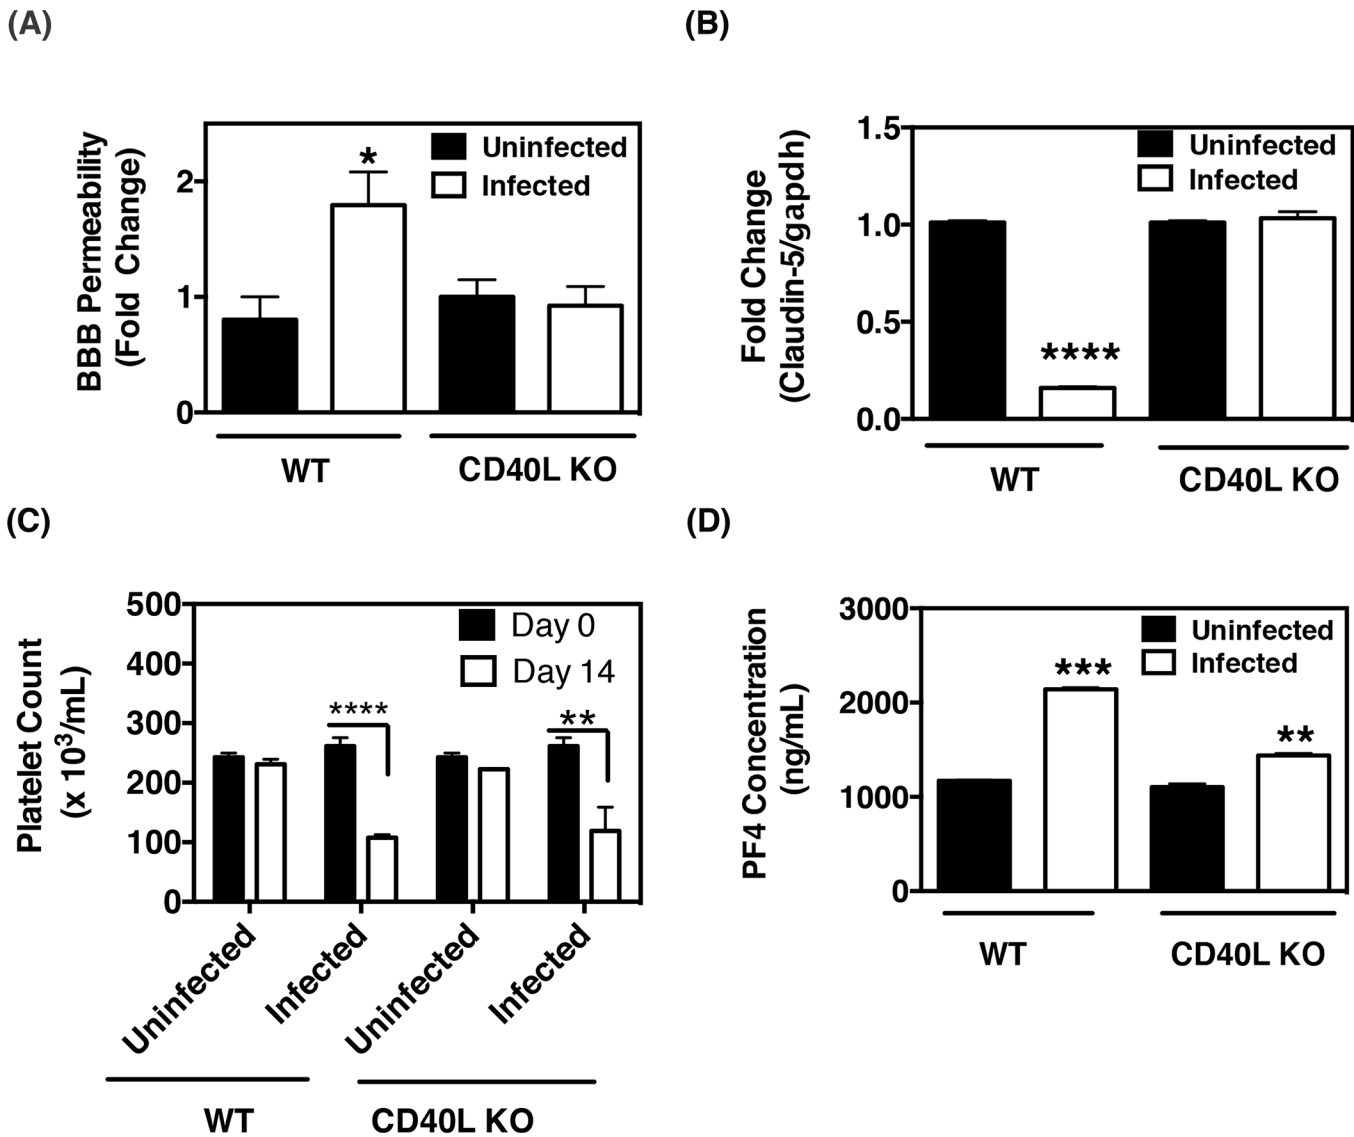 (A)
BBB Permeability
(Fold Change)
2
1
0
*
Uninfected
Infected
WT
CD40L KO
(B)
Fold Change
(Claudin-5/gapdh)
1.5
1.0
0.5
0.0
****
Uninfected
Infected
WT
CD40L KO
(C)
Platelet Count
(x 10³/mL)
500
400
300
200
100
0
Day 0
Day 14
****
**
Uninfected
Infected
Uninfected
Infected
WT
CD40L KO
(D)
PF4 Concentration
(ng/mL)
3000
2000
1000
0
***
**
Uninfected
Infected
WT
CD40L KO